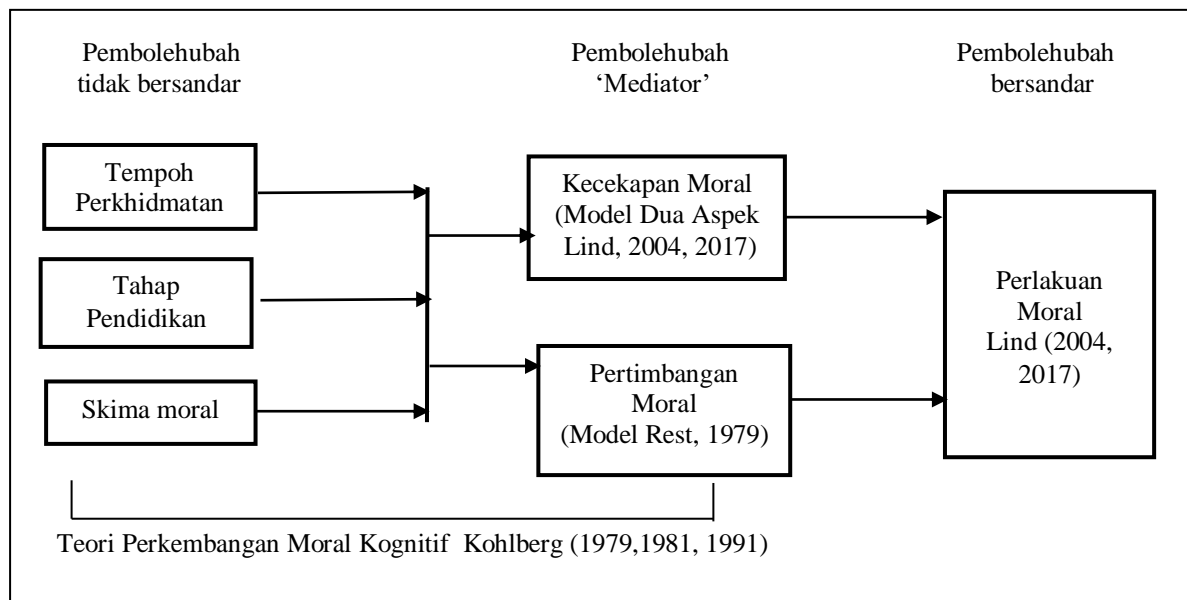 Pembolehubah
tidak bersandar
Pembolehubah
‘Mediator’
Pembolehubah
bersandar
Tempoh
Perkhidmatan
Tahap
Pendidikan
Skima moral
Kecekapan Moral
(Model Dua Aspek
Lind, 2004, 2017)
Pertimbangan
Moral
(Model Rest, 1979)
Perlakuan
Moral
Lind (2004,
2017)
Teori Perkembangan Moral Kognitif Kohlberg (1979,1981, 1991)